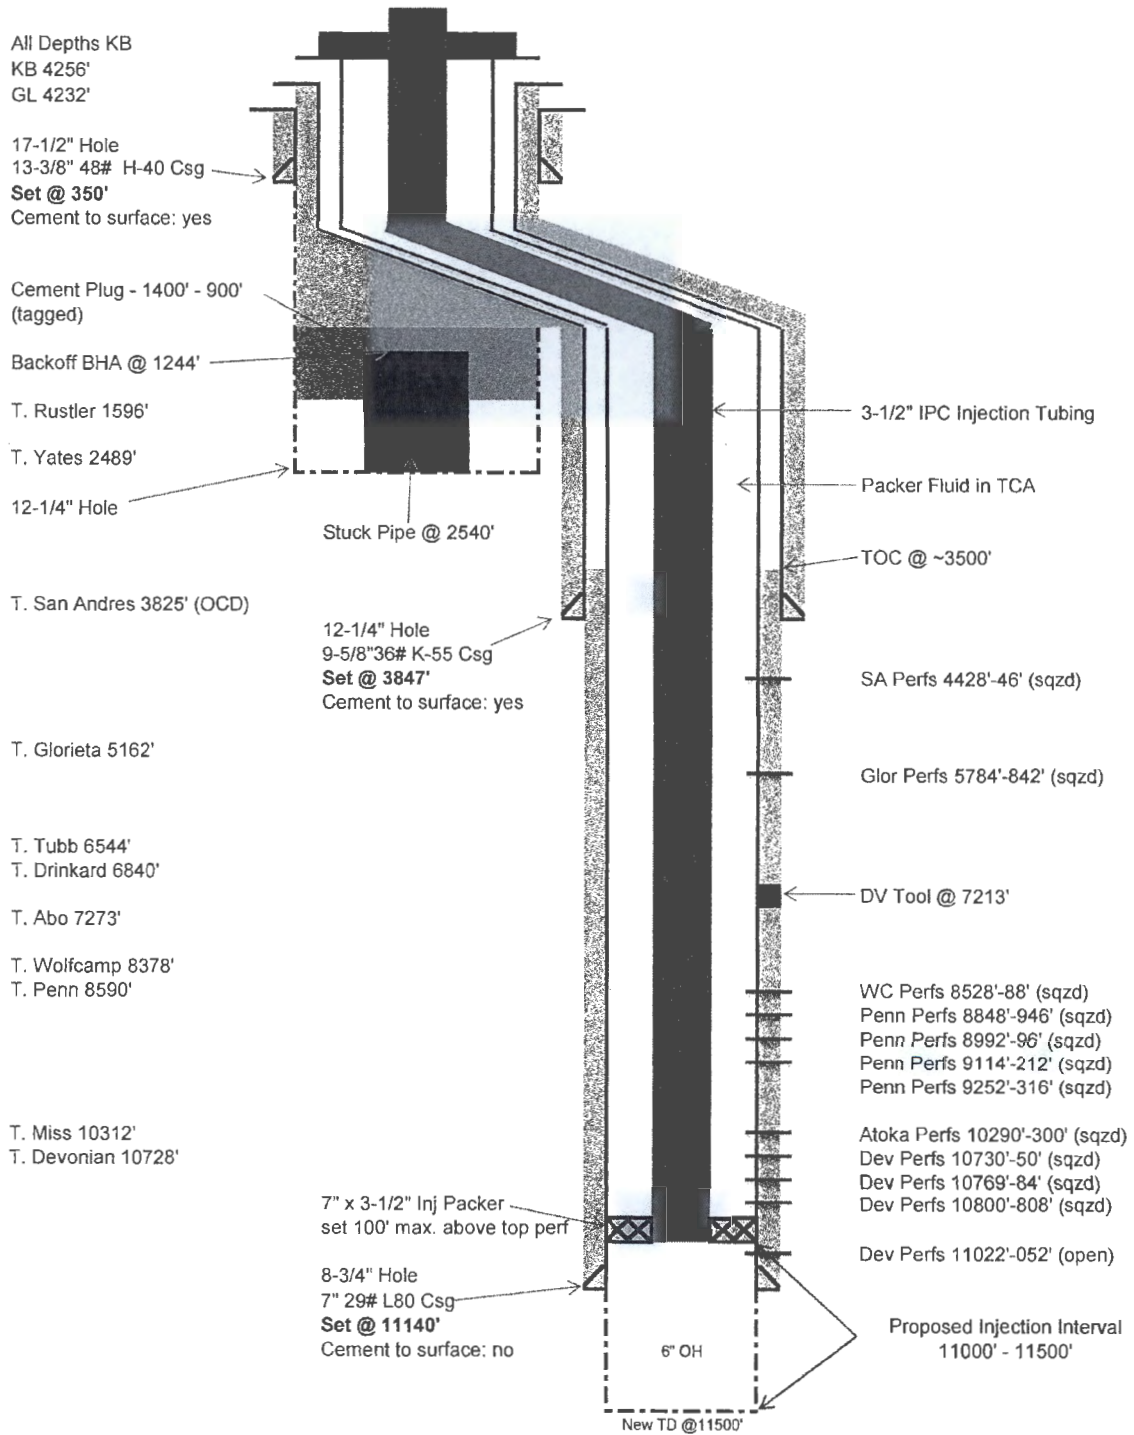 All Depths KB
KB 4256'
GL 4232'
17-1/2" Hole
13-3/8" 48# H-40 Csg
Set @ 350'
Cement to surface: yes
Cement Plug - 1400' - 900'
(tagged)
Backoff BHA @ 1244'
T. Rustler 1596'
T. Yates 2489'
12-1/4" Hole
Stuck Pipe @ 2540'
T. San Andres 3825' (OCD)
12-1/4" Hole
9-5/8"36# K-55 Csg
Set @ 3847'
Cement to surface: yes
T. Glorieta 5162'
T. Tubb 6544'
T. Drinkard 6840'
T. Abo 7273'
T. Wolfcamp 8378'
T. Penn 8590'
T. Miss 10312'
T. Devonian 10728'
7" x 3-1/2" Inj Packer
set 100' max. above top perf
8-3/4" Hole
7" 29# L80 Csg
Set @ 11140'
Cement to surface: no
6" OH
New TD @11500'
3-1/2" IPC Injection Tubing
Packer Fluid in TCA
TOC @ ~3500'
SA Perfs 4428'-46' (sqzd)
Glor Perfs 5784'-842' (sqzd)
DV Tool @ 7213'
WC Perfs 8528'-88' (sqzd)
Penn Perfs 8848'-946' (sqzd)
Penn Perfs 8992'-96' (sqzd)
Penn Perfs 9114'-212' (sqzd)
Penn Perfs 9252'-316' (sqzd)
Atoka Perfs 10290'-300' (sqzd)
Dev Perfs 10730'-50' (sqzd)
Dev Perfs 10769'-84' (sqzd)
Dev Perfs 10800'-808' (sqzd)
Dev Perfs 11022'-052' (open)
Proposed Injection Interval
11000' - 11500'